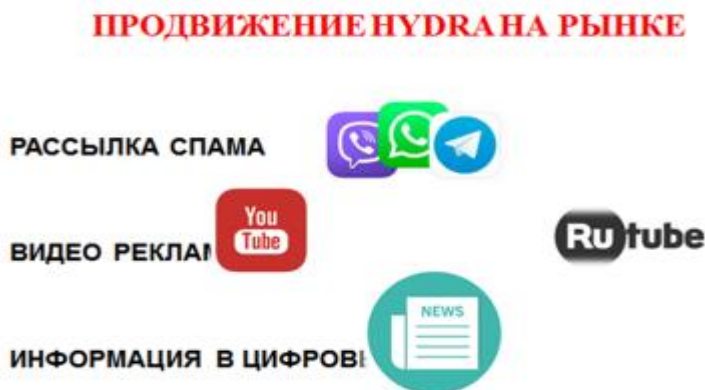 ПРОДВИЖЕНИЕ HYDRA НА РЫНКЕ
РАССЫЛКА СПАМА
You
Tube
Rutube
ВИДЕО
NEWS
ИНФОРМАЦИЯ В